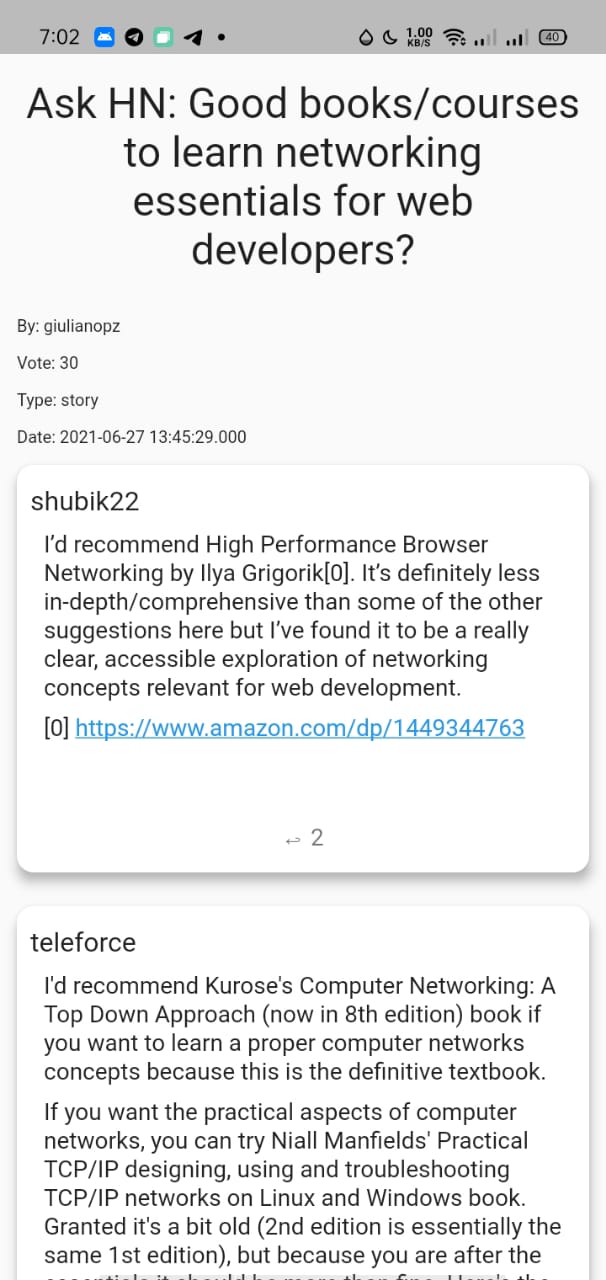 7:02
1.00
KB/S
40
Ask HN: Good books/courses
to learn networking
essentials for web
developers?
By: giulianopz
Vote: 30
Type: story
Date: 2021-06-27 13:45:29.000
shubik22
I’d recommend High Performance Browser
Networking by Ilya Grigorik[0]. It’s definitely less
in-depth/comprehensive than some of the other
suggestions here but I’ve found it to be a really
clear, accessible exploration of networking
concepts relevant for web development.
[0] https://www.amazon.com/dp/1449344763
2
teleforce
I'd recommend Kurose's Computer Networking: A
Top Down Approach (now in 8th edition) book if
you want to learn a proper computer networks
concepts because this is the definitive textbook.
If you want the practical aspects of computer
networks, you can try Niall Manfields' Practical
TCP/IP designing, using and troubleshooting
TCP/IP networks on Linux and Windows book.
Granted it's a bit old (2nd edition is essentially the
same 1st edition), but because you are after the